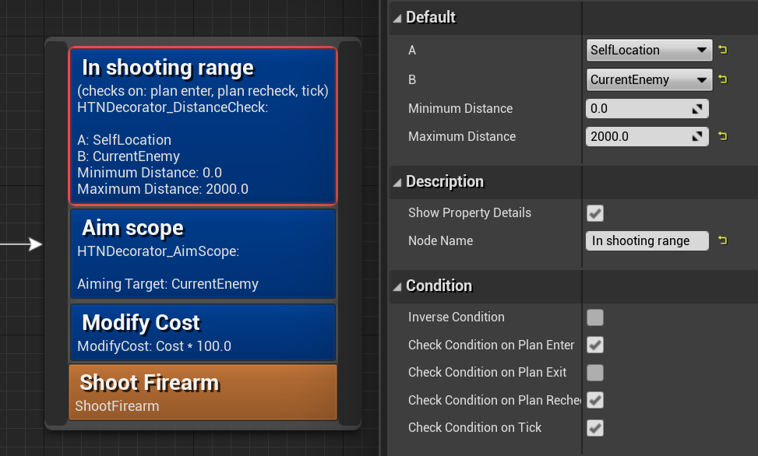 In shooting range
(checks on: plan enter, plan recheck, tick)
HTNDecorator_DistanceCheck:
A: SelfLocation
B: CurrentEnemy
Minimum Distance: 0.0
Maximum Distance: 2000.0
Aim scope
HTNDecorator_AimScope:
Aiming Target: CurrentEnemy
Modify Cost
ModifyCost: Cost * 100.0
Shoot Firearm
ShootFirearm
Default
A SelfLocation
B CurrentEnemy
Minimum Distance 0.0
Maximum Distance 2000.0
Description
Show Property Details
Node Name In shooting range
Condition
Inverse Condition
Check Condition on Plan Enter
Check Condition on Plan Exit
Check Condition on Plan Reche
Check Condition on Tick